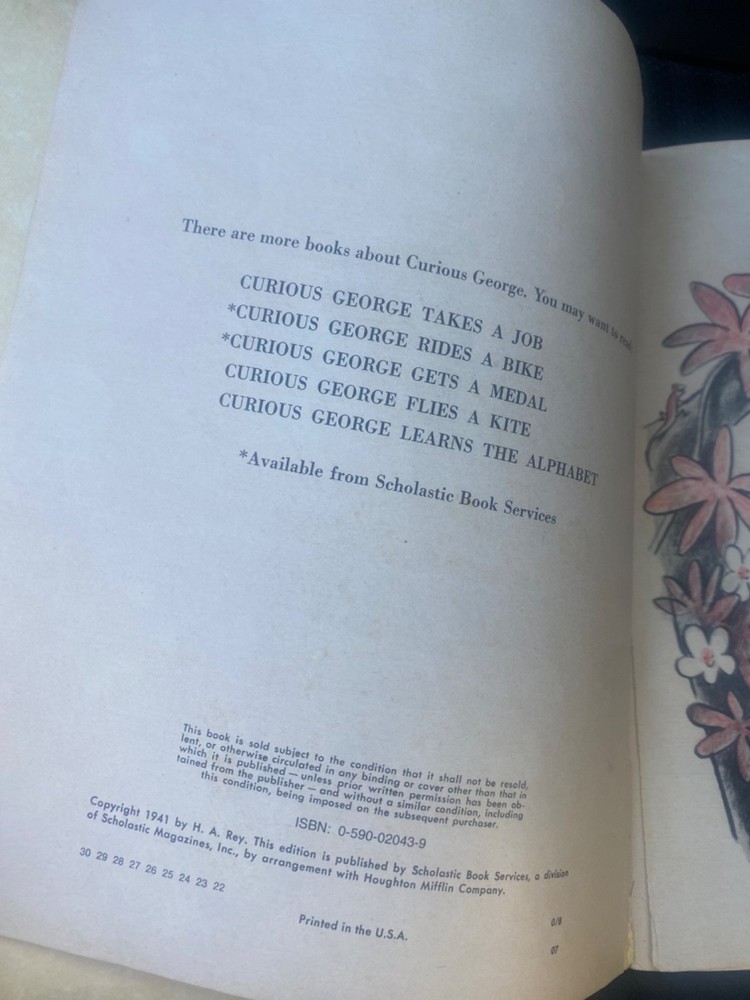 There are more books about Curious George. You may want to read
CURIOUS GEORGE TAKES A JOB
*CURIOUS GEORGE RIDES A BIKE
*CURIOUS GEORGE GETS A MEDAL
CURIOUS GEORGE FLIES A KITE
CURIOUS GEORGE LEARNS THE ALPHABET
*Available from Scholastic Book Services
This book is sold subject to the condition that it shall not be resold,
lent, or otherwise circulated in any binding or cover other than that in
which it is published — unless prior written permission has been ob-
tained from the publisher — and without a similar condition, including
this condition, being imposed on the subsequent purchaser.
ISBN: 0-590-02043-9
Copyright 1941 by H. A. Rey. This edition is published by Scholastic Book Services, a division
of Scholastic Magazines, Inc., by arrangement with Houghton Mifflin Company.
30 29 28 27 26 25 24 23 22
0/8
Printed in the U.S.A.
07